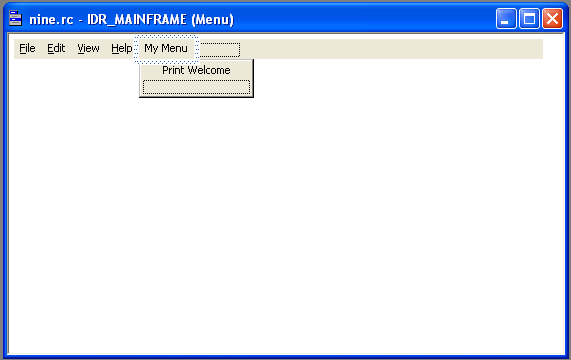 nine.rc - IDR_MAINFRAME (Menu)
File Edit View Help My Menu
Print Welcome